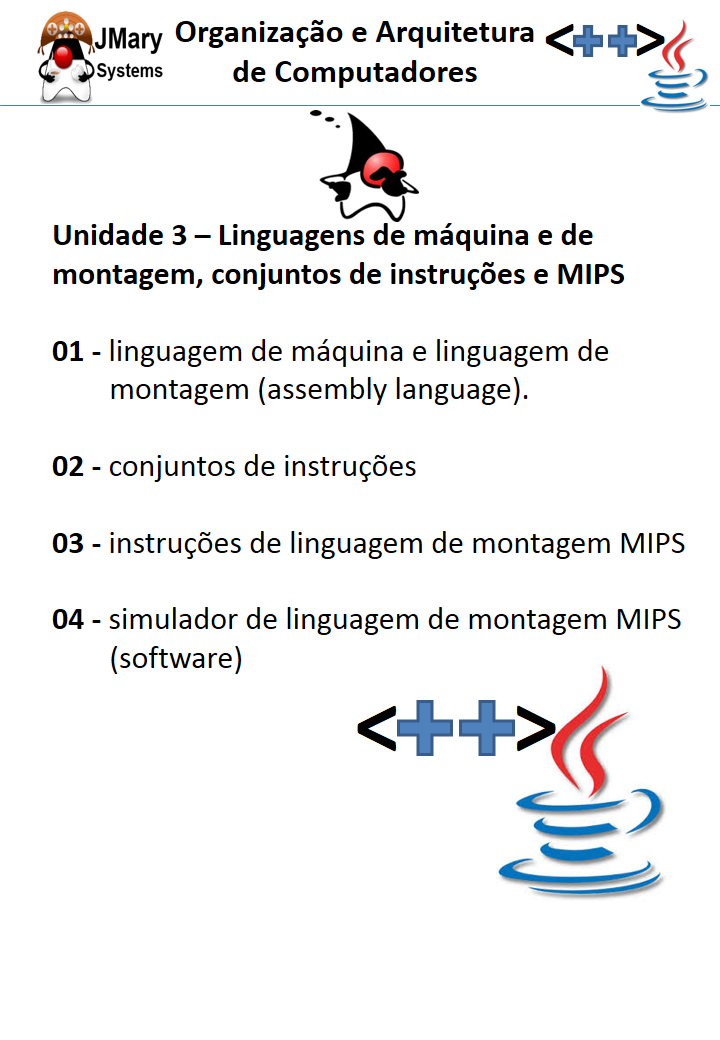 JMary
Systems
Organização e Arquitetura
de Computadores
<++>
Unidade 3 – Linguagens de máquina e de
montagem, conjuntos de instruções e MIPS
01 - linguagem de máquina e linguagem de
montagem (assembly language).
02 - conjuntos de instruções
03 - instruções de linguagem de montagem MIPS
04 - simulador de linguagem de montagem MIPS
(software)
<++>